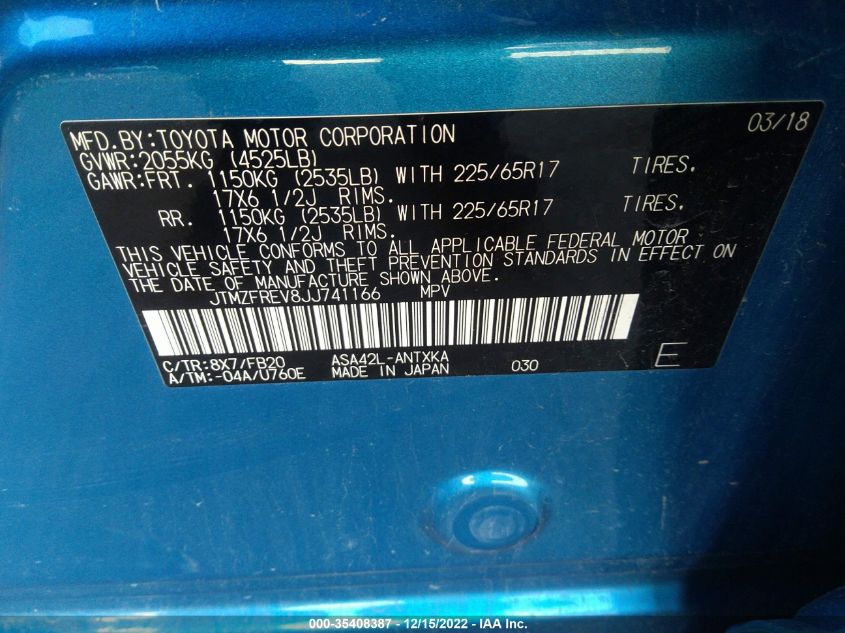 MFD.BY:TOYOTA MOTOR CORPORATION 03/18
GVWR:2055KG (4525LB)
GAWR:FRT. 1150KG (2535LB) WITH 225/65R17 TIRES.
17X6 1/2J RIMS.
RR. 1150KG (2535LB) WITH 225/65R17 TIRES.
17X6 1/2J RIMS.
THIS VEHICLE CONFORMS TO ALL APPLICABLE FEDERAL MOTOR
VEHICLE SAFETY AND THEFT PREVENTION STANDARDS IN EFFECT ON
THE DATE OF MANUFACTURE SHOWN ABOVE.
JTMZFREV8JJ741166 MPV
C/TR:8X7/FB20 ASA42L-ANTXKA
A/TM:-04A/U760E MADE IN JAPAN 030 E
000-35408387 - 12/15/2022 - IAA Inc.